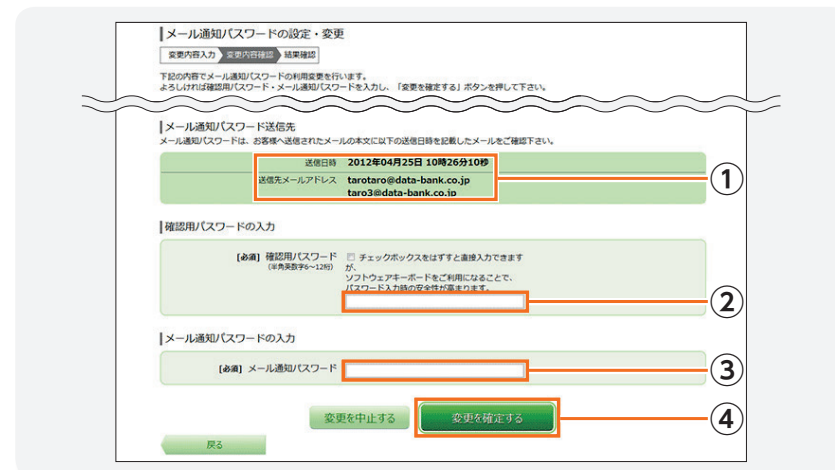 メール通知パスワードの設定・変更
変更内容入力 変更内容確認 結果確認
下記の内容でメール通知パスワードの利用変更を行います。
よろしければ確認用パスワード・メール通知パスワードを入力し、「変更を確定する」ボタンを押して下さい。
メール通知パスワード送信先
メール通知パスワードは、お客様へ送信されたメールの本文に以下の送信日時を記載したメールをご確認下さい。
送信日時 2012年04月25日 10時26分10秒
①
送信先メールアドレス tarotaro@data-bank.co.jp
taro3@data-bank.co.jp
確認用パスワードの入力
[必須] 確認用パスワード チェックボックスをはずすと直接入力できます
(半角英数字6~12桁) が、
ソフトウェアキーボードをご利用になることで、
パスワード入力時の安全性が高まります。
②
メール通知パスワードの入力
[必須] メール通知パスワード
③
変更を中止する 変更を確定する
④
戻る